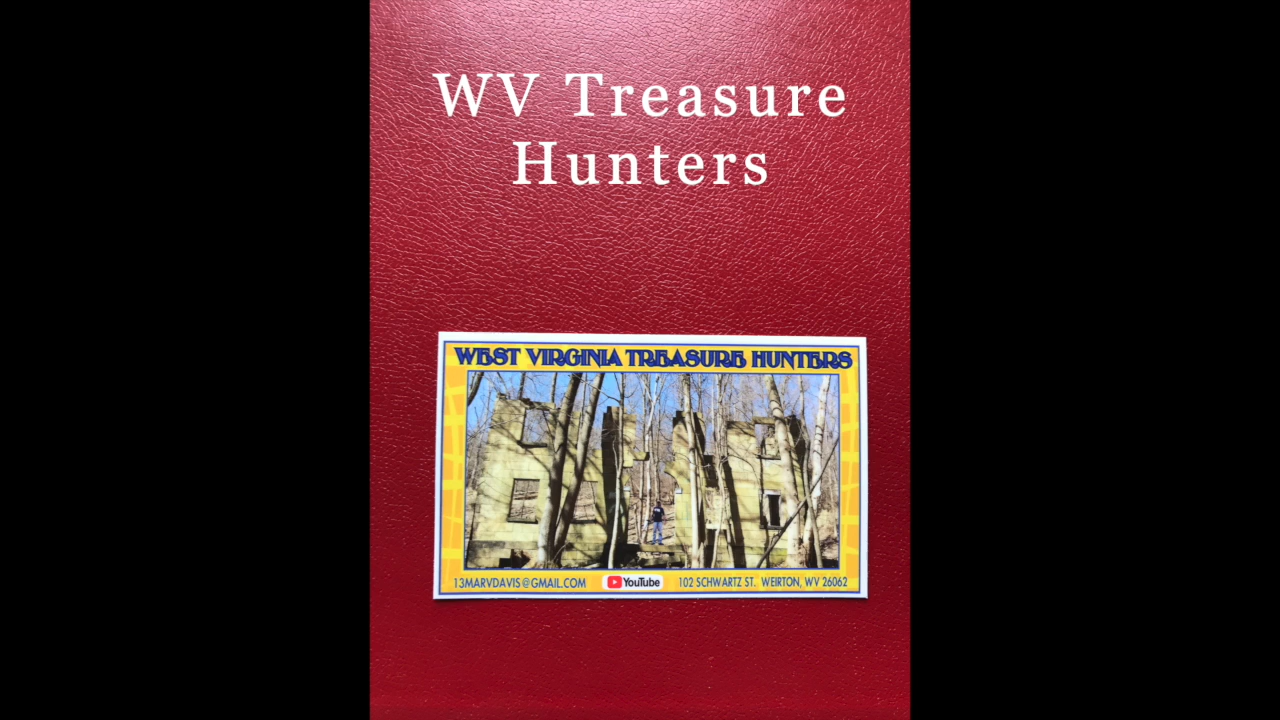 WV Treasure
Hunters
WEST VIRGINIA TREASURE HUNTERS
13MARVDAVIS@GMAIL.COM YouTube 102 SCHWARTZ ST. WEIRTON, WV 26062